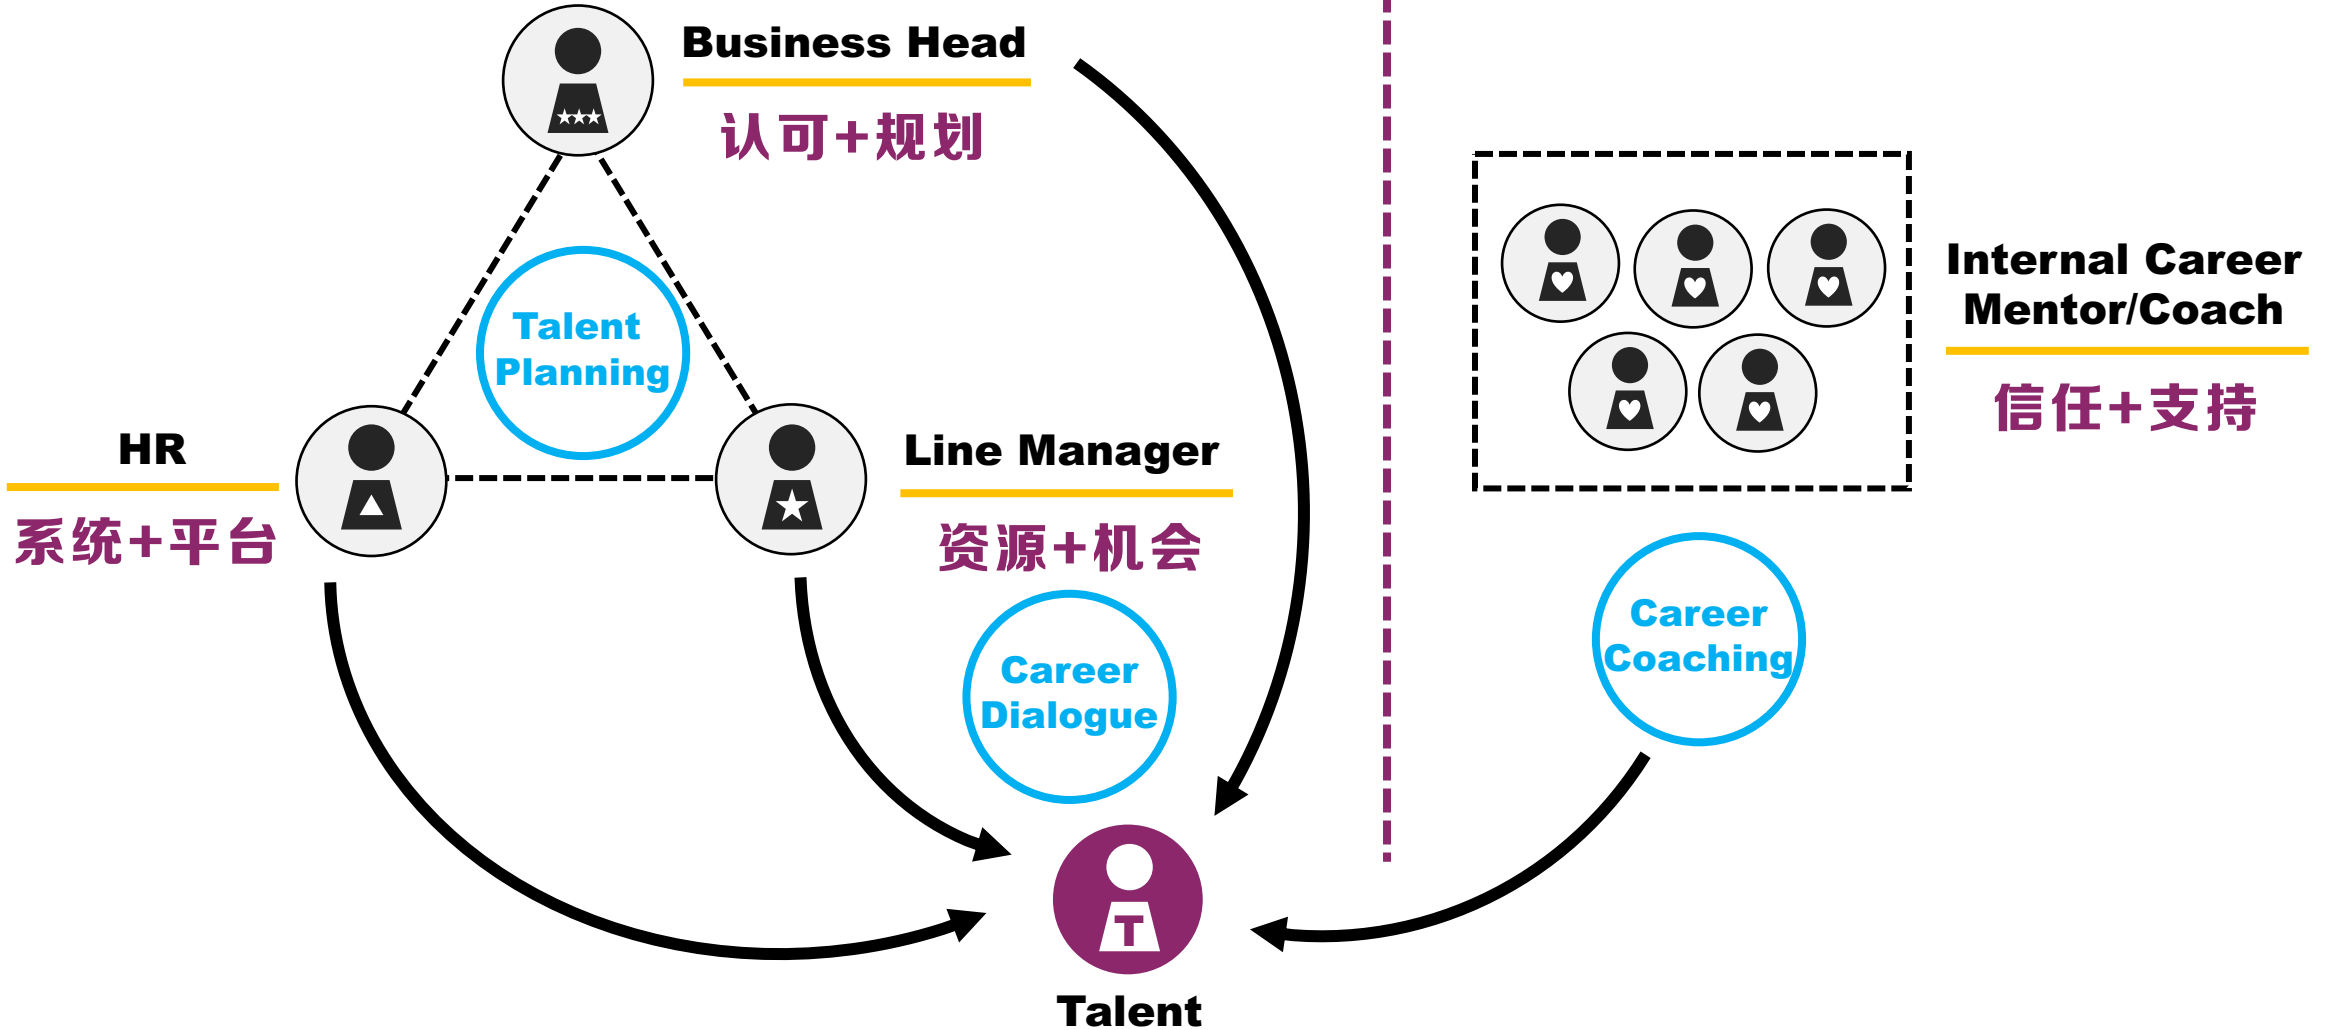 Business Head
认可+规划
Talent
Planning
HR
系统+平台
Line Manager
资源+机会
Career
Dialogue
T
Talent
Internal Career
Mentor/Coach
信任+支持
Career
Coaching